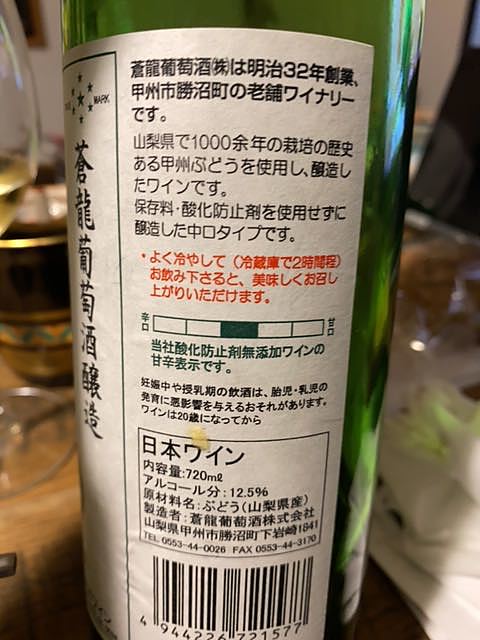 MARK
蒼龍葡萄酒醸造
蒼龍葡萄酒㈱は明治32年創業、
甲州市勝沼町の老舗ワイナリー
です。
山梨県で1000余年の栽培の歴史
ある甲州ぶどうを使用し、醸造し
たワインです。
保存料・酸化防止剤を使用せずに
醸造した中口タイプです。
*よく冷やして（冷蔵庫で2時間程）
お飲み下さると、美味しくお召し
上がりいただけます。
辛口
甘口
当社酸化防止剤無添加ワインの
甘辛表示です。
妊娠中や授乳期の飲酒は、胎児・乳児の
発育に悪影響を与えるおそれがあります。
ワインは20歳になってから
日本ワイン
内容量:720mℓ
アルコール分:12.5%
原材料名:ぶどう(山梨県産)
製造者:蒼龍葡萄酒株式会社
山梨県甲州市勝沼町下岩崎1841
TEL 0553-44-0026 FAX 0553-44-3170
4 944226 721577